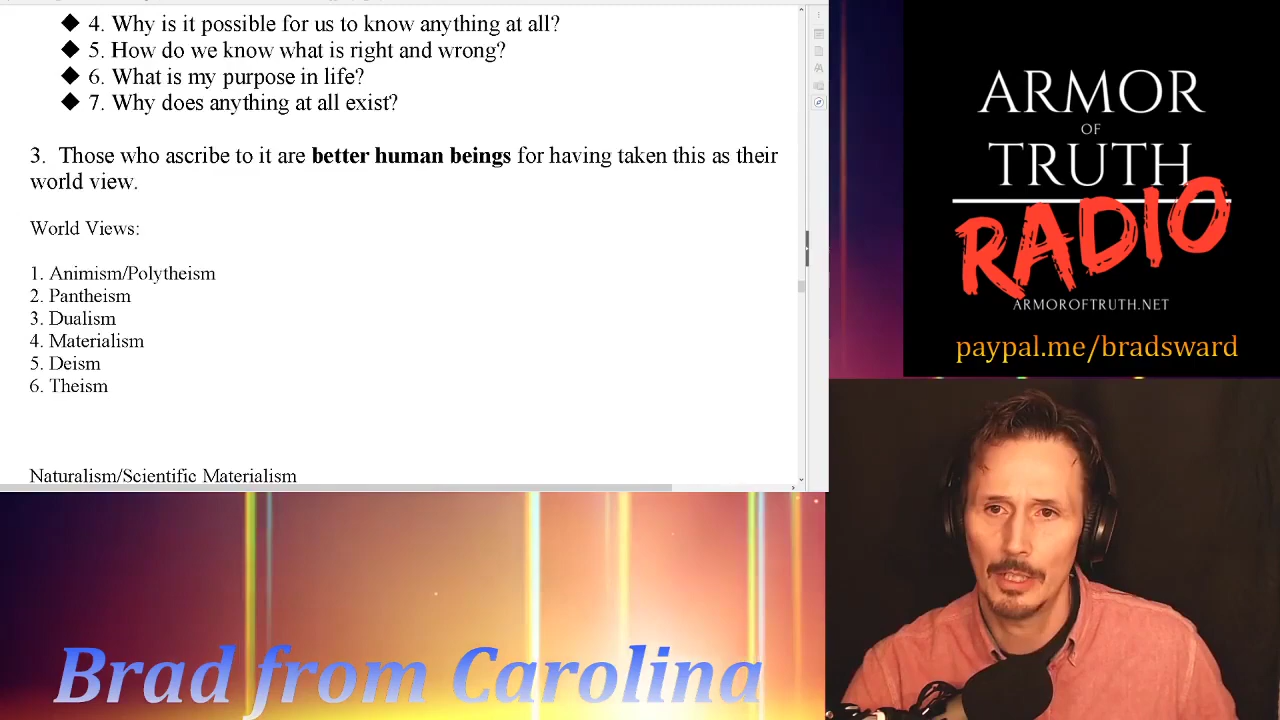 4. Why is it possible for us to know anything at all?
5. How do we know what is right and wrong?
6. What is my purpose in life?
7. Why does anything at all exist?
3. Those who ascribe to it are better human beings for having taken this as their
world view.
World Views:
1. Animism/Polytheism
2. Pantheism
3. Dualism
4. Materialism
5. Deism
6. Theism
Naturalism/Scientific Materialism
ARMOR
OF
TRUTH
RADIO
ARMOROFTRUTH.NET
paypal.me/bradsward
Brad from Carolina